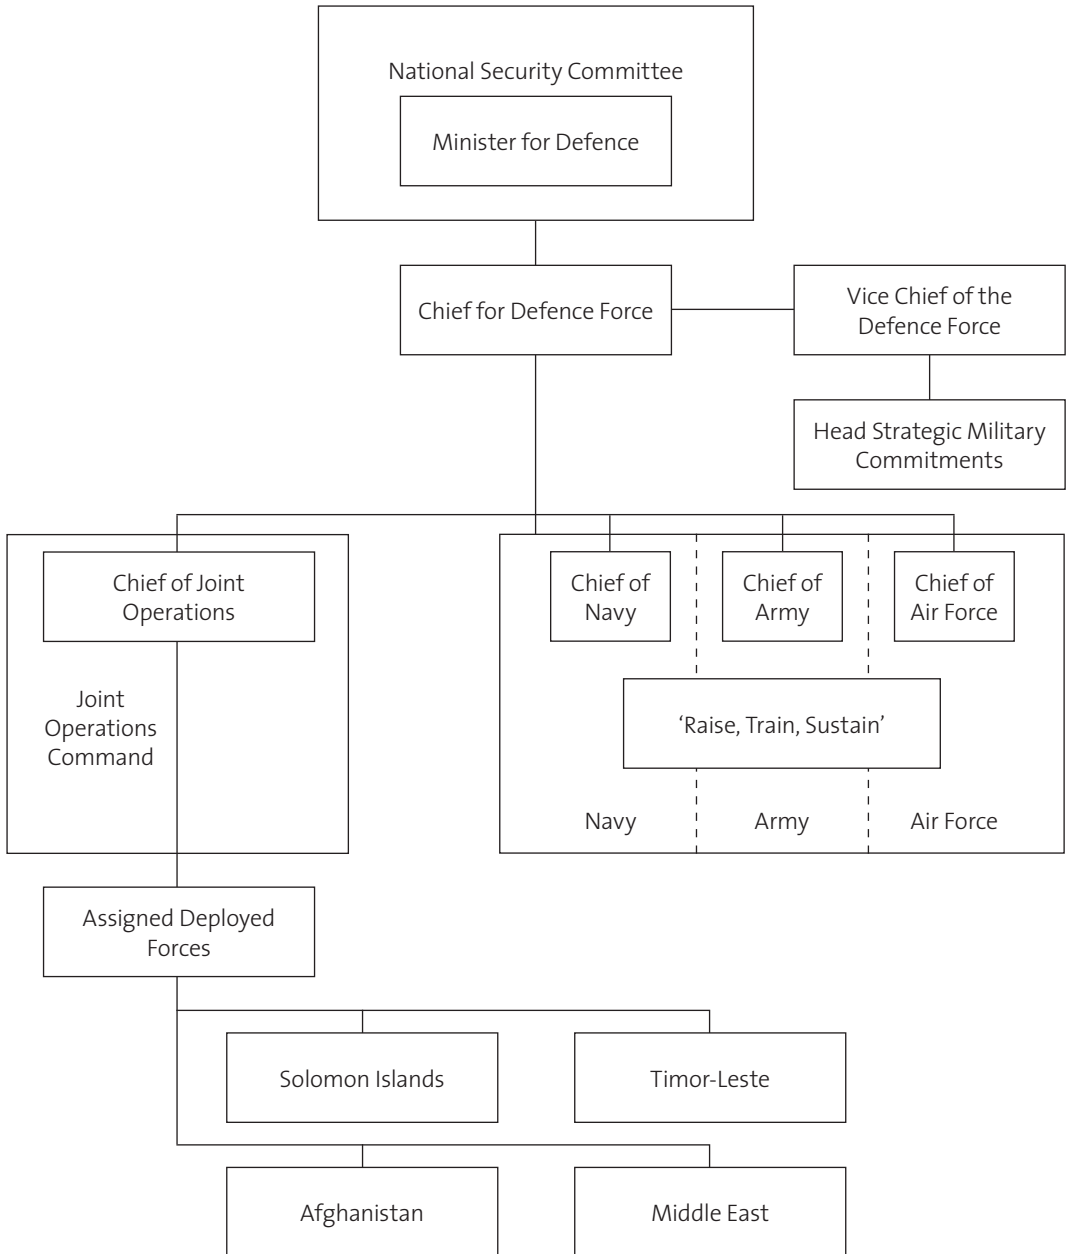 National Security Committee
Minister for Defence
Chief for Defence Force
Vice Chief of the
Defence Force
Head Strategic Military
Commitments
Chief of Joint
Operations
Joint
Operations
Command
Chief of
Navy
Chief of
Army
Chief of
Air Force
‘Raise, Train, Sustain’
Navy
Army
Air Force
Assigned Deployed
Forces
Solomon Islands
Timor-Leste
Afghanistan
Middle East